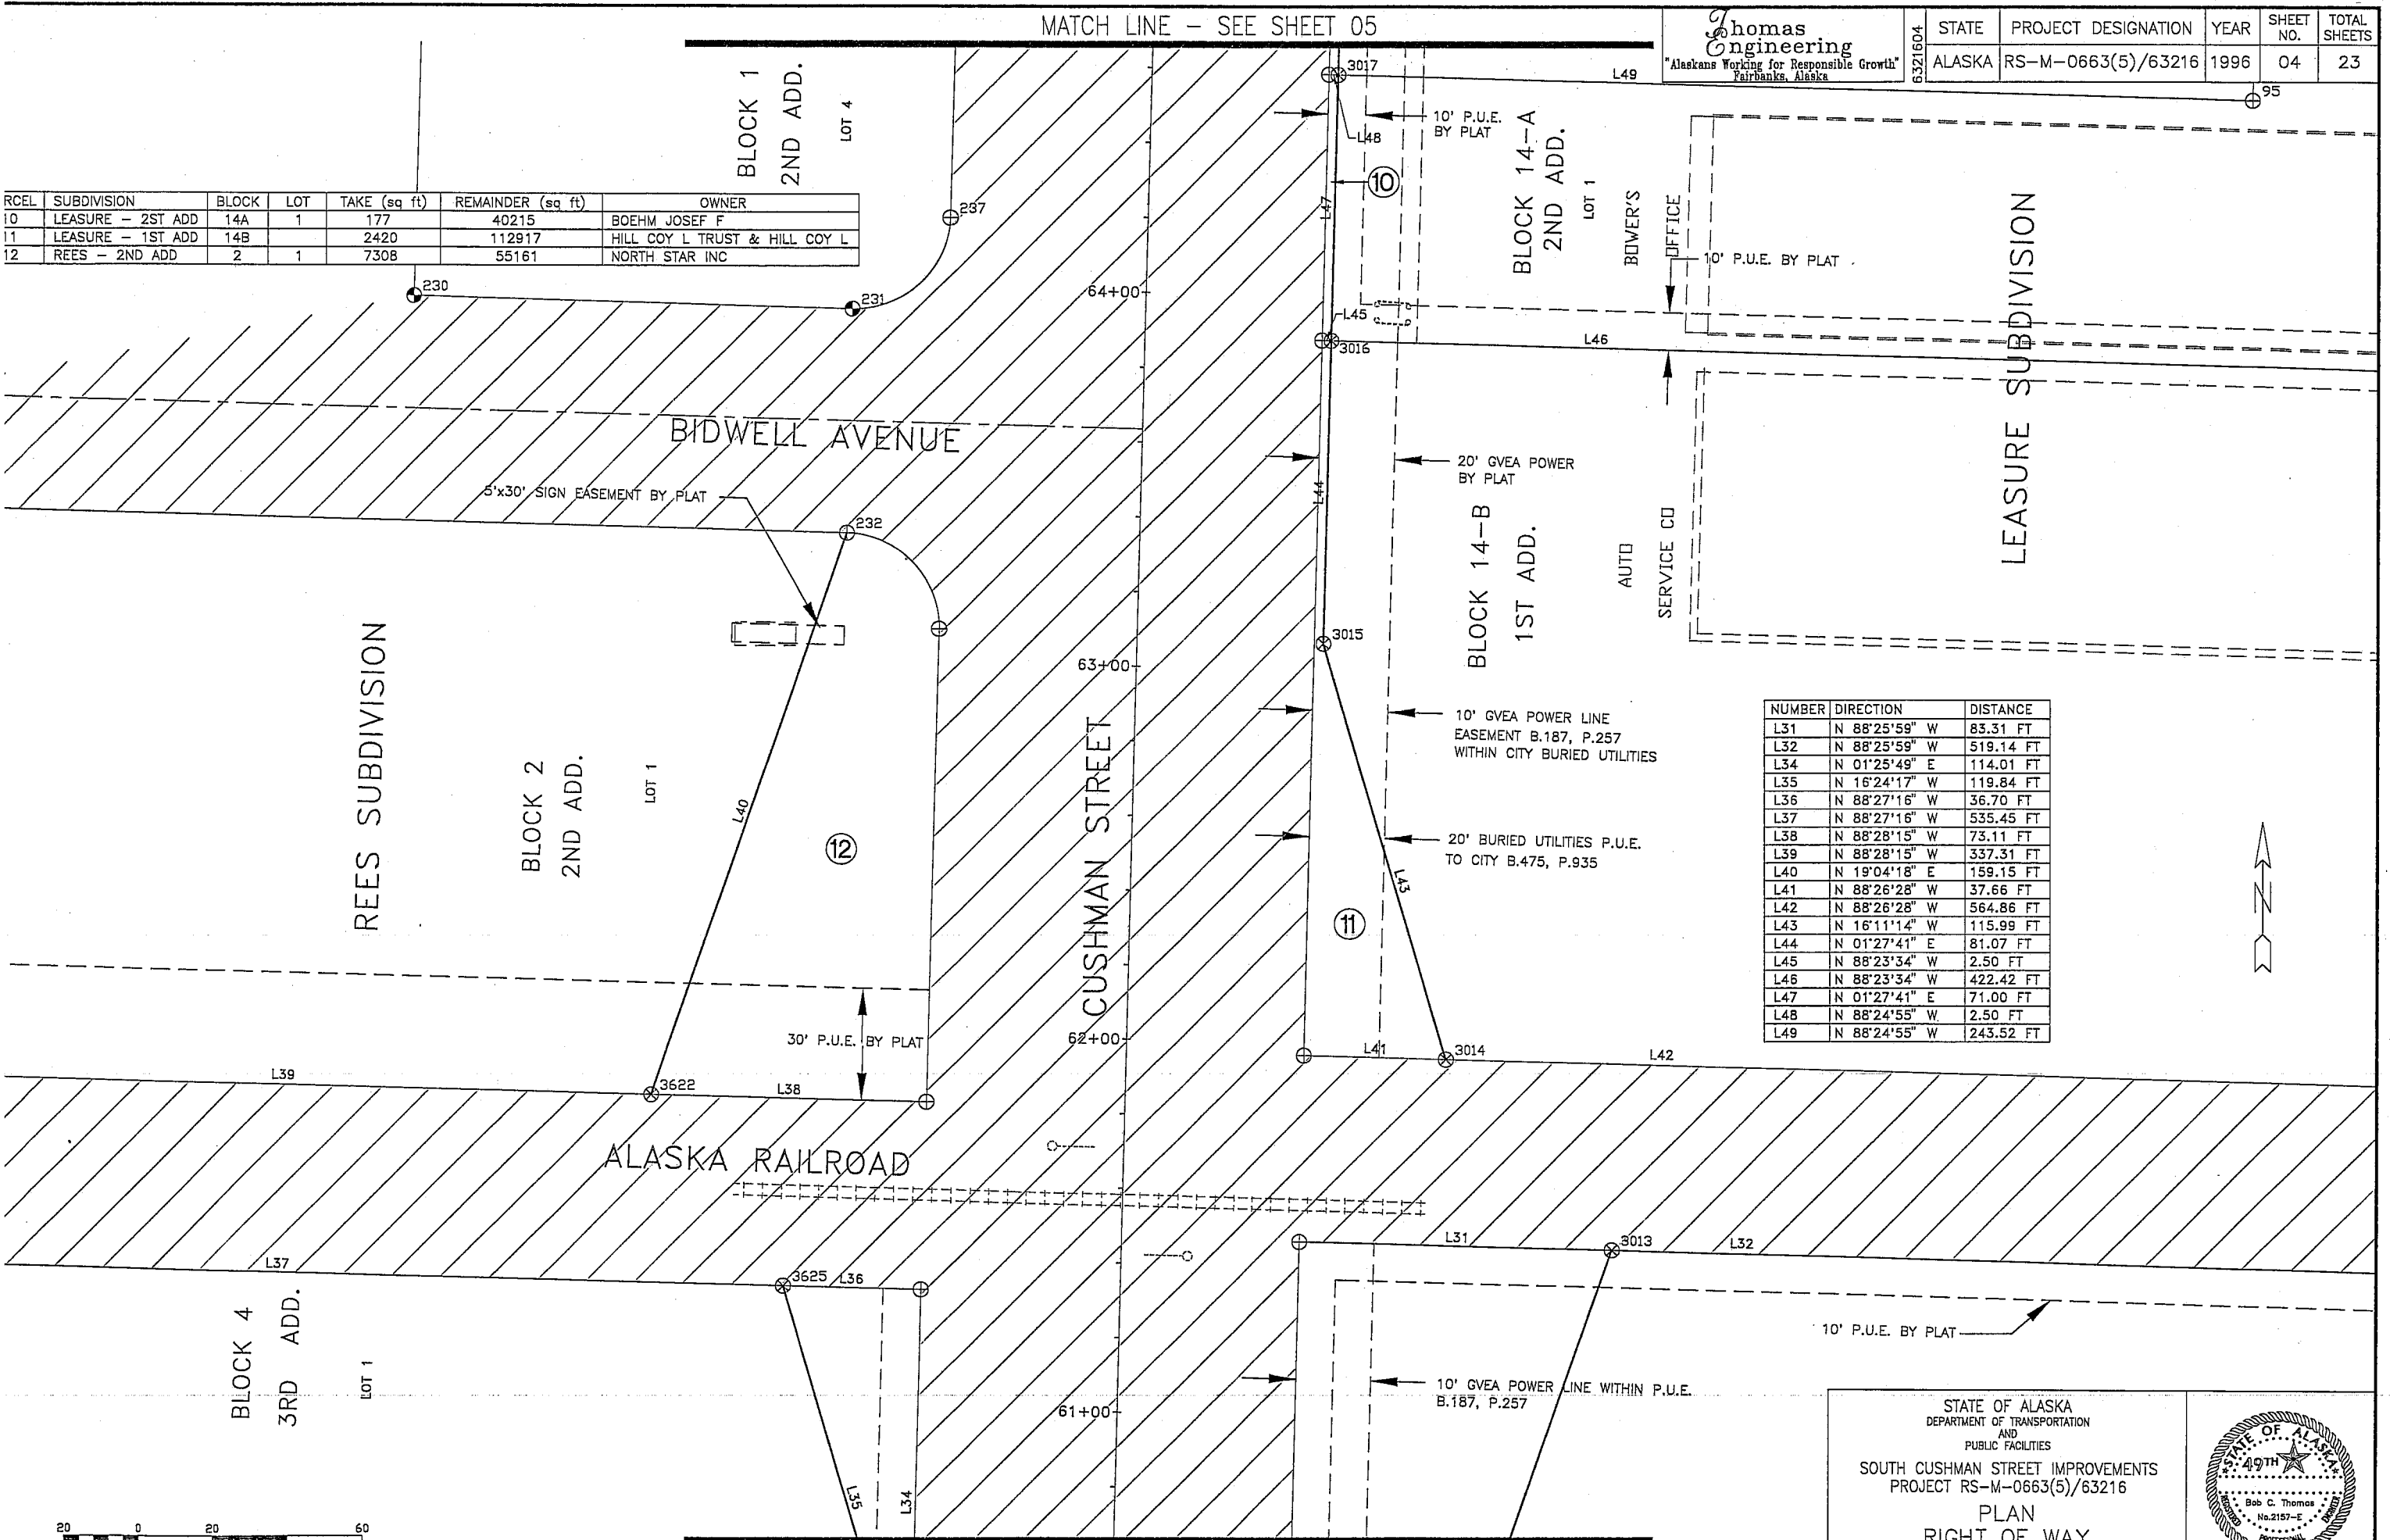 MATCH LINE – SEE SHEET 05
Thomas
Engineering
"Alaskans Working for Responsible Growth"
Fairbanks, Alaska
6321604
STATE PROJECT DESIGNATION YEAR SHEET NO. TOTAL SHEETS
ALASKA RS–M–0663(5)/63216 1996 04 23
BLOCK 1
2ND ADD.
LOT 4
RCEL SUBDIVISION BLOCK LOT TAKE (sq ft) REMAINDER (sq ft) OWNER
10 LEASURE – 2ST ADD 14A 1 177 40215 BOEHM JOSEF F
11 LEASURE – 1ST ADD 14B 2420 112917 HILL COY L TRUST & HILL COY L
12 REES – 2ND ADD 2 1 7308 55161 NORTH STAR INC
237
230
231
3017
L49
95
10' P.U.E.
BY PLAT
L48
10
L47
BLOCK 14–A
2ND ADD.
LOT 1
BOWER'S
OFFICE
10' P.U.E. BY PLAT
LEASURE SUBDIVISION
64+00
L45
3016
L46
BIDWELL AVENUE
5'x30' SIGN EASEMENT BY PLAT
232
20' GVEA POWER
BY PLAT
L44
BLOCK 14–B
1ST ADD.
AUTO
SERVICE CO
3015
63+00
REES SUBDIVISION
BLOCK 2
2ND ADD.
LOT 1
L40
12
CUSHMAN STREET
10' GVEA POWER LINE
EASEMENT B.187, P.257
WITHIN CITY BURIED UTILITIES
20' BURIED UTILITIES P.U.E.
TO CITY B.475, P.935
L43
11
NUMBER DIRECTION DISTANCE
L31 N 88°25'59" W 83.31 FT
L32 N 88°25'59" W 519.14 FT
L34 N 01°25'49" E 114.01 FT
L35 N 16°24'17" W 119.84 FT
L36 N 88°27'16" W 36.70 FT
L37 N 88°27'16" W 535.45 FT
L38 N 88°28'15" W 73.11 FT
L39 N 88°28'15" W 337.31 FT
L40 N 19°04'18" E 159.15 FT
L41 N 88°26'28" W 37.66 FT
L42 N 88°26'28" W 564.86 FT
L43 N 16°11'14" W 115.99 FT
L44 N 01°27'41" E 81.07 FT
L45 N 88°23'34" W 2.50 FT
L46 N 88°23'34" W 422.42 FT
L47 N 01°27'41" E 71.00 FT
L48 N 88°24'55" W 2.50 FT
L49 N 88°24'55" W 243.52 FT
N
30' P.U.E. BY PLAT
62+00
L41
3014
L42
L39
3622
L38
ALASKA RAILROAD
L31
3013
L32
L37
3625
L36
BLOCK 4
3RD ADD.
LOT 1
10' P.U.E. BY PLAT
10' GVEA POWER LINE WITHIN P.U.E.
B.187, P.257
61+00
L35
L34
20 0 20 60
STATE OF ALASKA
DEPARTMENT OF TRANSPORTATION
AND
PUBLIC FACILITIES
SOUTH CUSHMAN STREET IMPROVEMENTS
PROJECT RS–M–0663(5)/63216
PLAN
RIGHT OF WAY
STATE OF ALASKA
49TH
Bob C. Thomas
No.2157–E
REGISTERED PROFESSIONAL ENGINEER